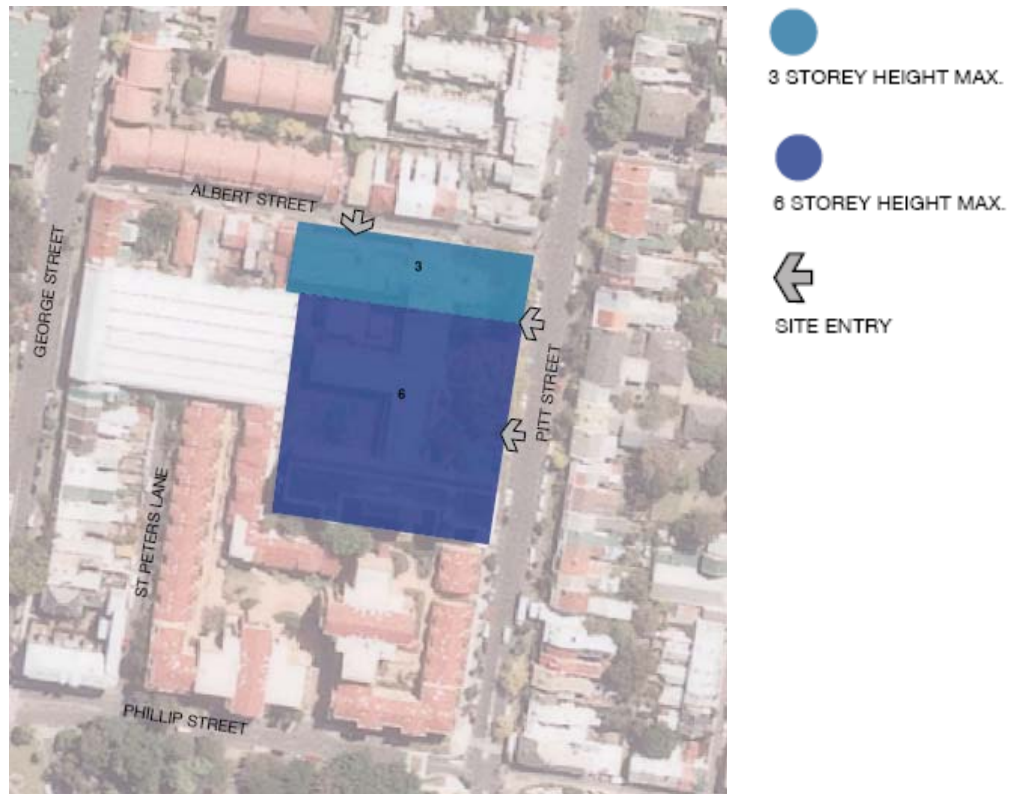 3 STOREY HEIGHT MAX.
6 STOREY HEIGHT MAX.
SITE ENTRY
ALBERT STREET
GEORGE STREET
3
PITT STREET
6
ST PETERS LANE
PHILLIP STREET